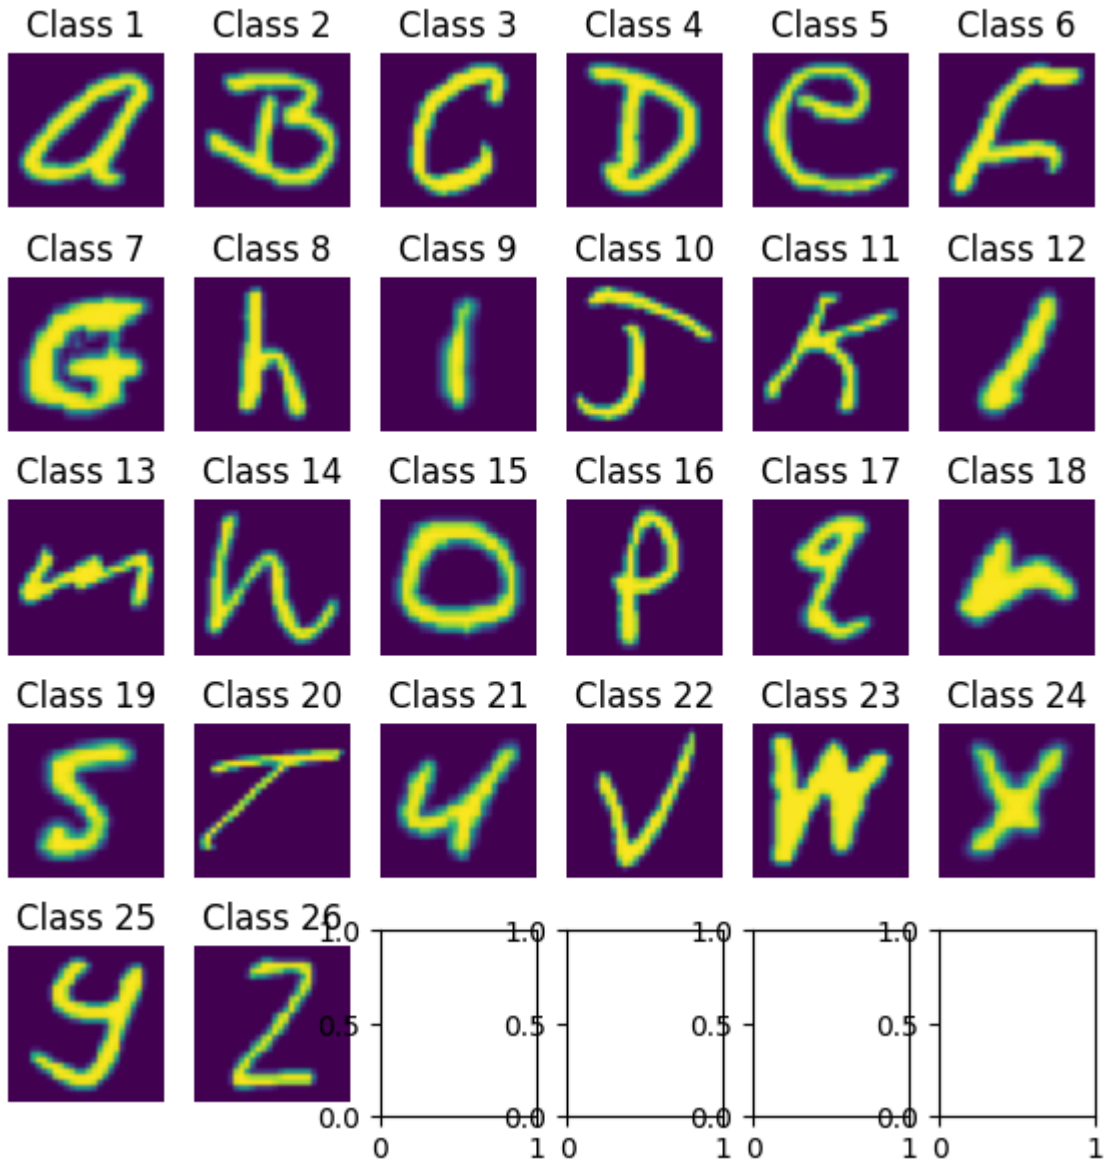 Class 1 Class 2 Class 3 Class 4 Class 5 Class 6
a B C D e F
Class 7 Class 8 Class 9 Class 10 Class 11 Class 12
G h I J K l
Class 13 Class 14 Class 15 Class 16 Class 17 Class 18
m n O p q r
Class 19 Class 20 Class 21 Class 22 Class 23 Class 24
S T u V W X
Class 25 Class 26
y Z
1.0 1.0 1.0 1.0
0.5 0.5 0.5 0.5
0.0 0.0 0.0 0.0
0 1 0 1 0 1 0 1